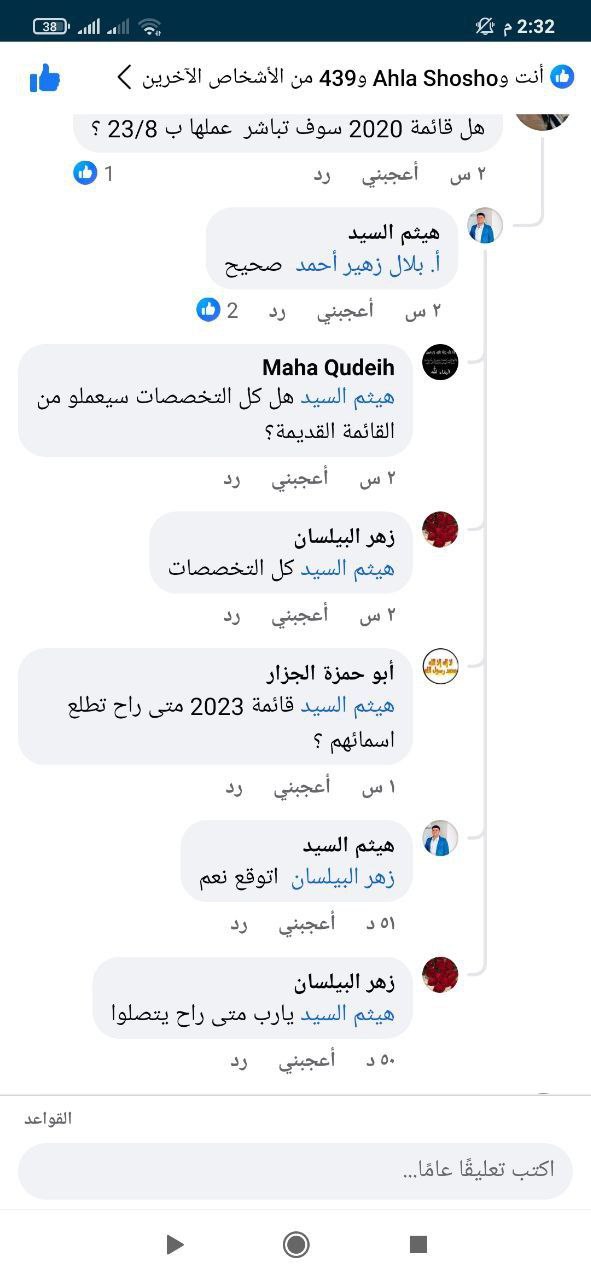 2:32 م
38
أنت وAhla Shosho و439 من الأشخاص الآخرين
هل قائمة 2020 سوف تباشر عملها ب 23/8 ؟
٢ س أعجبني رد
1
هيثم السيد
أ. بلال زهير أحمد صحيح
٢ س أعجبني رد
2
Maha Qudeih
هيثم السيد هل كل التخصصات سيعملو من
القائمة القديمة؟
٢ س أعجبني رد
زهر البيلسان
هيثم السيد كل التخصصات
٢ س أعجبني رد
أبو حمزة الجزار
هيثم السيد قائمة 2023 متى راح تطلع
اسمائهم ؟
١ س أعجبني رد
هيثم السيد
زهر البيلسان اتوقع نعم
٥١ د أعجبني رد
زهر البيلسان
هيثم السيد يارب متى راح يتصلوا
٥٠ د أعجبني رد
القواعد
اكتب تعليقًا عامًا...